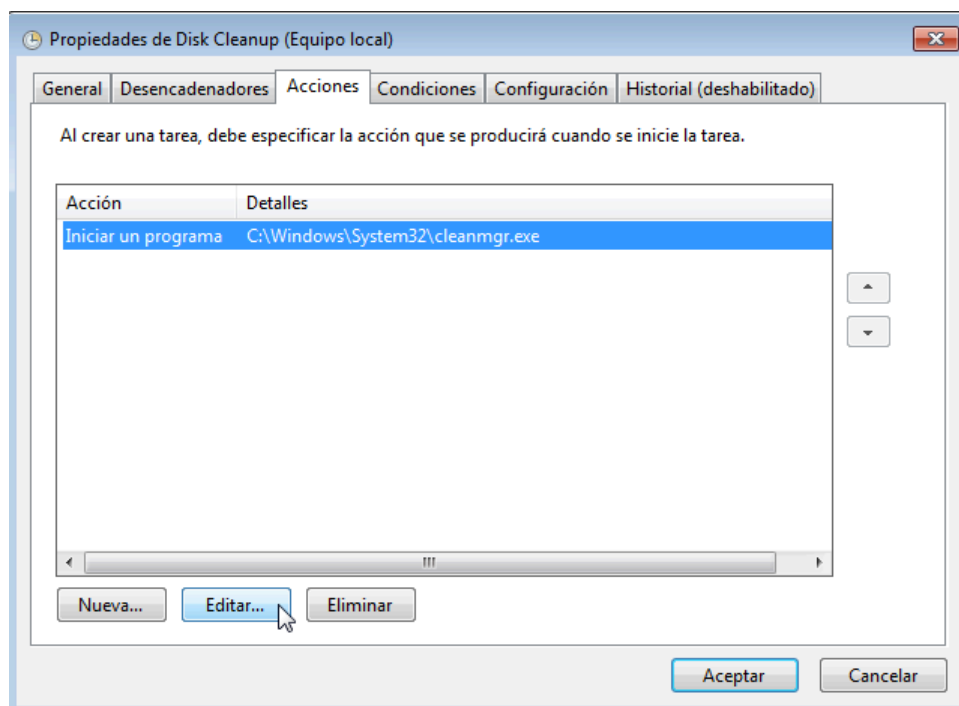 Propiedades de Disk Cleanup (Equipo local)
General Desencadenadores Acciones Condiciones Configuración Historial (deshabilitado)
Al crear una tarea, debe especificar la acción que se producirá cuando se inicie la tarea.
Acción Detalles
Iniciar un programa C:\Windows\System32\cleanmgr.exe
Nueva... Editar... Eliminar
Aceptar Cancelar